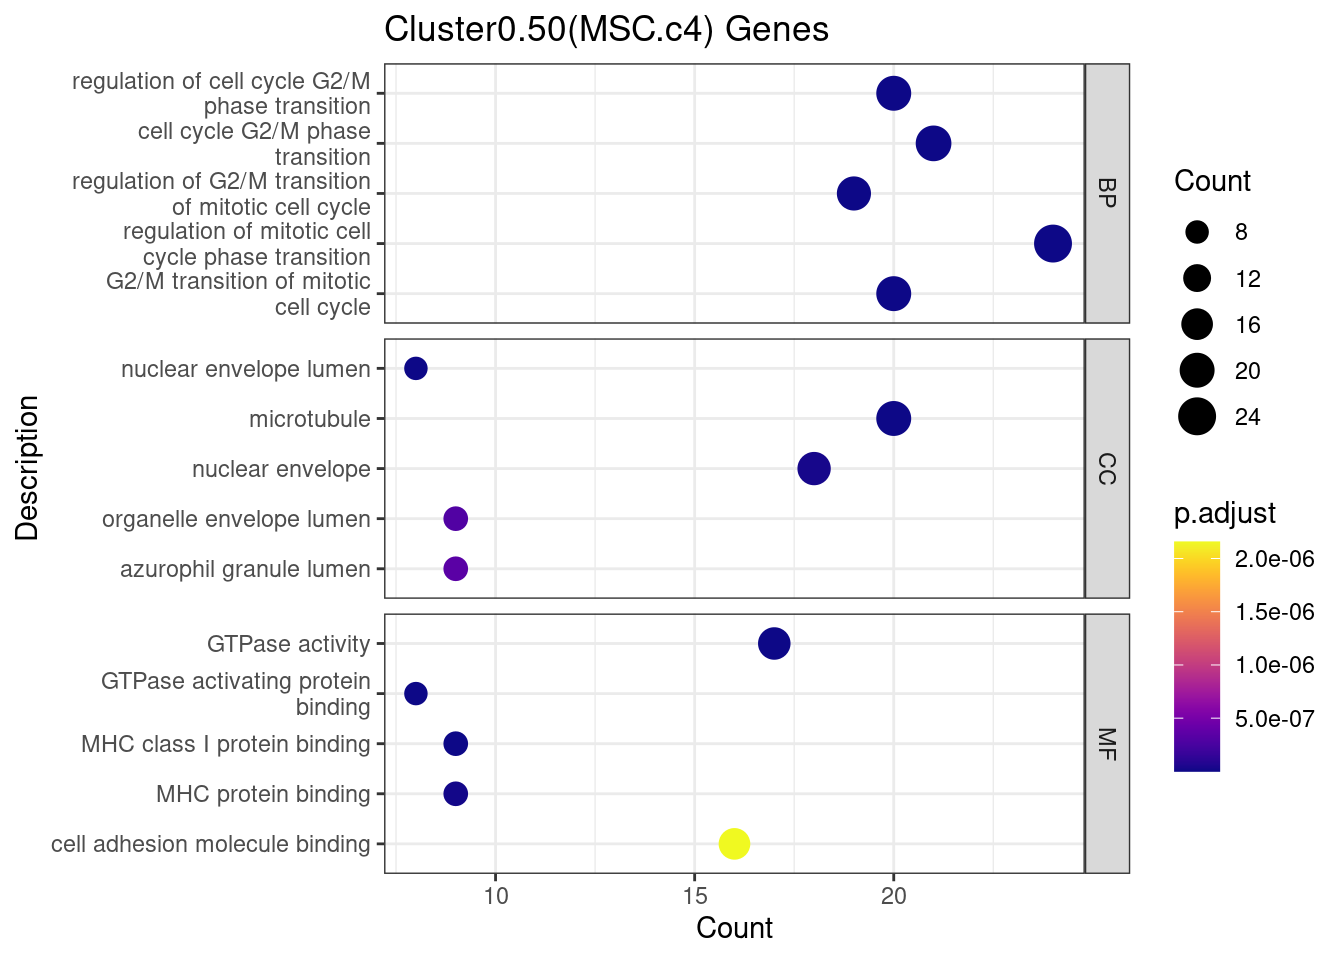 Cluster0.50(MSC.c4) Genes
regulation of cell cycle G2/M
phase transition
cell cycle G2/M phase
transition
regulation of G2/M transition
of mitotic cell cycle
regulation of mitotic cell
cycle phase transition
G2/M transition of mitotic
cell cycle
BP
nuclear envelope lumen
microtubule
nuclear envelope
organelle envelope lumen
azurophil granule lumen
CC
GTPase activity
GTPase activating protein
binding
MHC class I protein binding
MHC protein binding
cell adhesion molecule binding
MF
10 15 20
Count
Description
Count
8
12
16
20
24
p.adjust
2.0e-06
1.5e-06
1.0e-06
5.0e-07